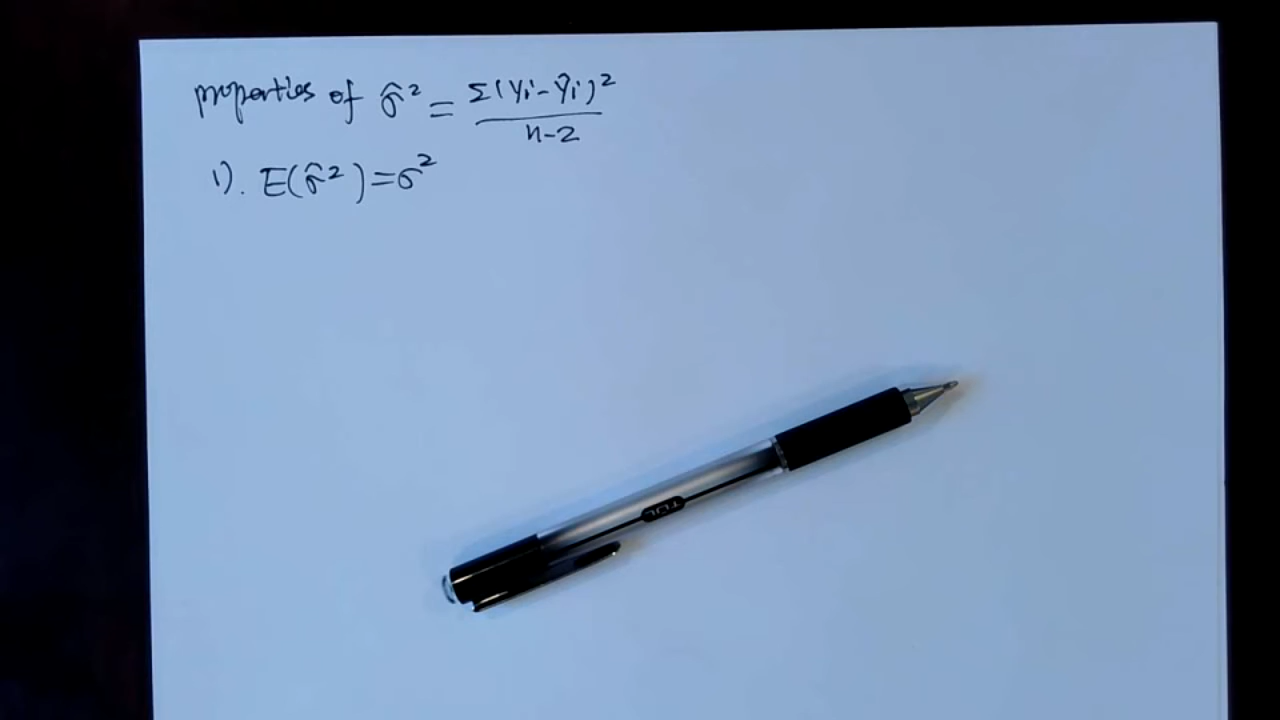 properties of σ̂² = Σ(yᵢ-ŷᵢ)² / n-2
1). E(σ̂²)=σ²